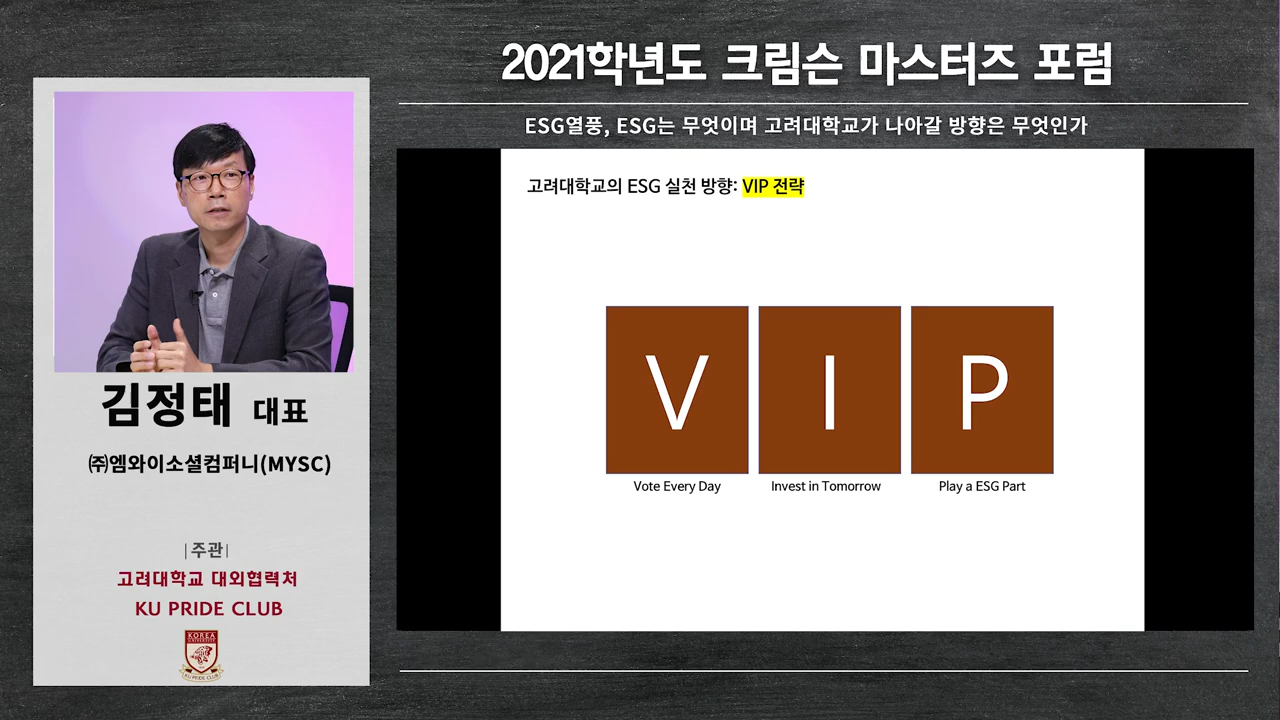 2021학년도 크림슨 마스터즈 포럼
ESG열풍, ESG는 무엇이며 고려대학교가 나아갈 방향은 무엇인가
고려대학교의 ESG 실천 방향: VIP 전략
V I P
Vote Every Day Invest in Tomorrow Play a ESG Part
김정태 대표
㈜엠와이소셜컴퍼니(MYSC)
|주관|
고려대학교 대외협력처
KU PRIDE CLUB
KOREA
UNIVERSITY
KU PRIDE CLUB